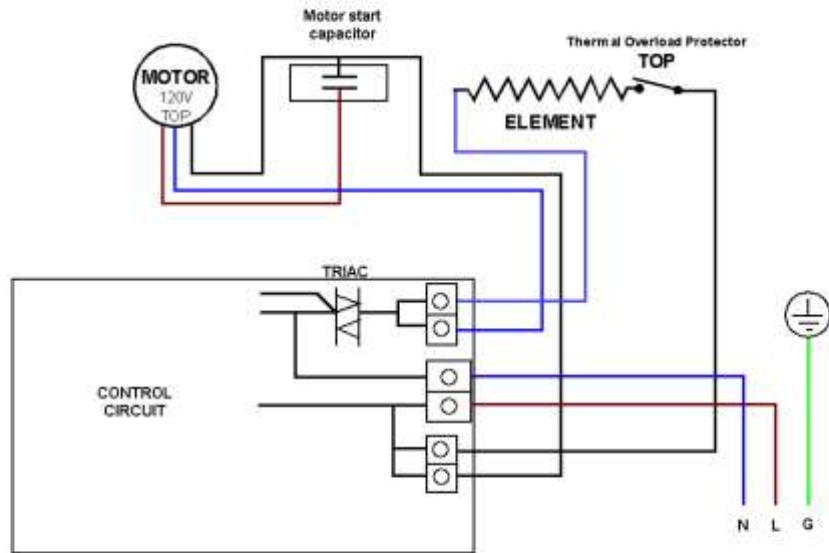 Motor start
capacitor
Thermal Overload Protector
TOP
MOTOR
120V
TOP
ELEMENT
TRIAC
CONTROL
CIRCUIT
N L G